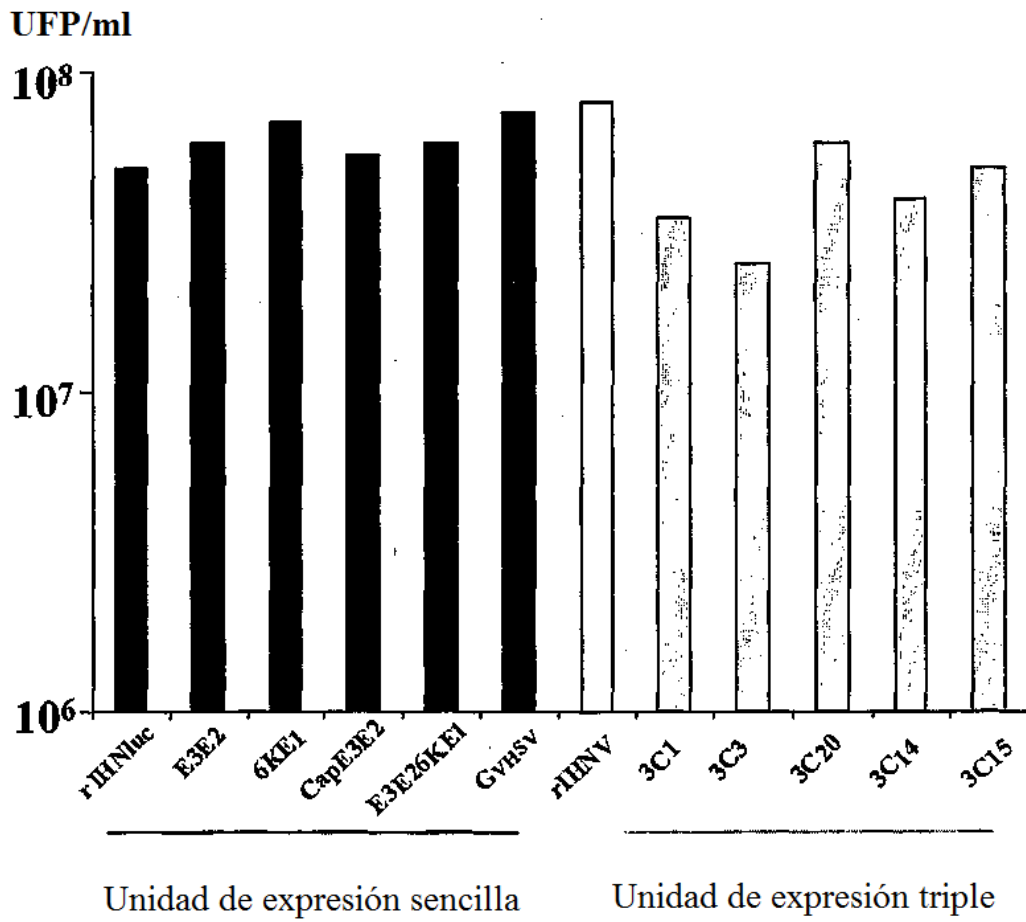 UFP/ml
10⁸
10⁷
10⁶
rIHNluc
E3E2
6KE1
CapE3E2
E3E26KE1
GVHSV
rIHNV
3C1
3C3
3C20
3C14
3C15
Unidad de expresión sencilla
Unidad de expresión triple